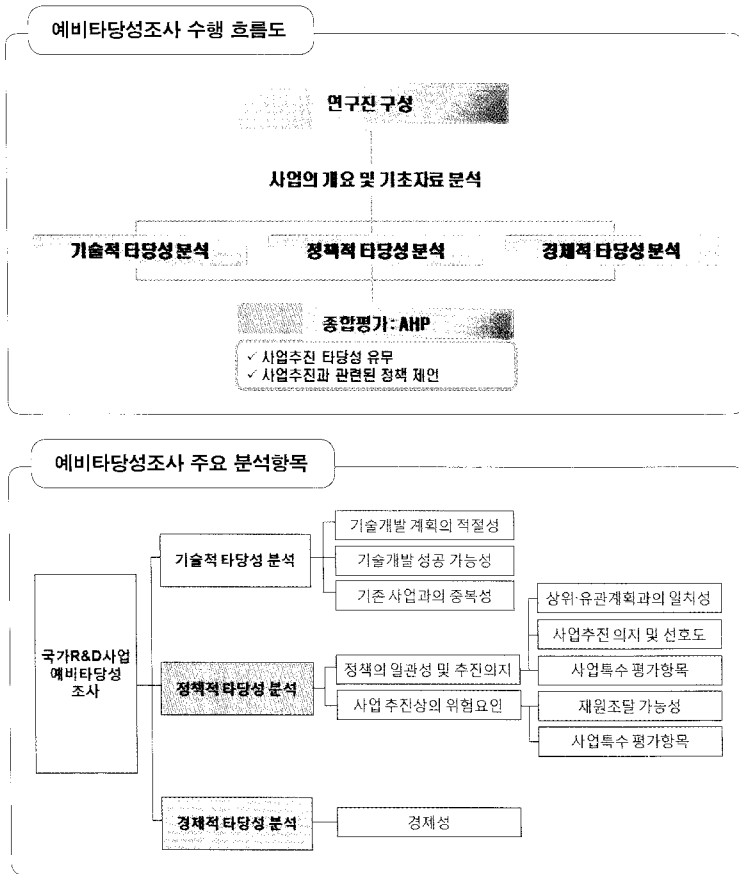 예비타당성조사 수행 흐름도
연구진 구성
사업의 개요 및 기초자료 분석
기술적 타당성 분석
정책적 타당성 분석
경제적 타당성 분석
종합평가 : AHP
✓ 사업추진 타당성 유무
✓ 사업추진과 관련된 정책 제언
예비타당성조사 주요 분석항목
국가R&D사업
예비타당성
조사
기술적 타당성 분석
기술개발 계획의 적절성
기술개발 성공 가능성
기존 사업과의 중복성
정책적 타당성 분석
정책의 일관성 및 추진의지
상위·유관계획과의 일치성
사업추진 의지 및 선호도
사업특수 평가항목
사업 추진상의 위험요인
재원조달 가능성
사업특수 평가항목
경제적 타당성 분석
경제성